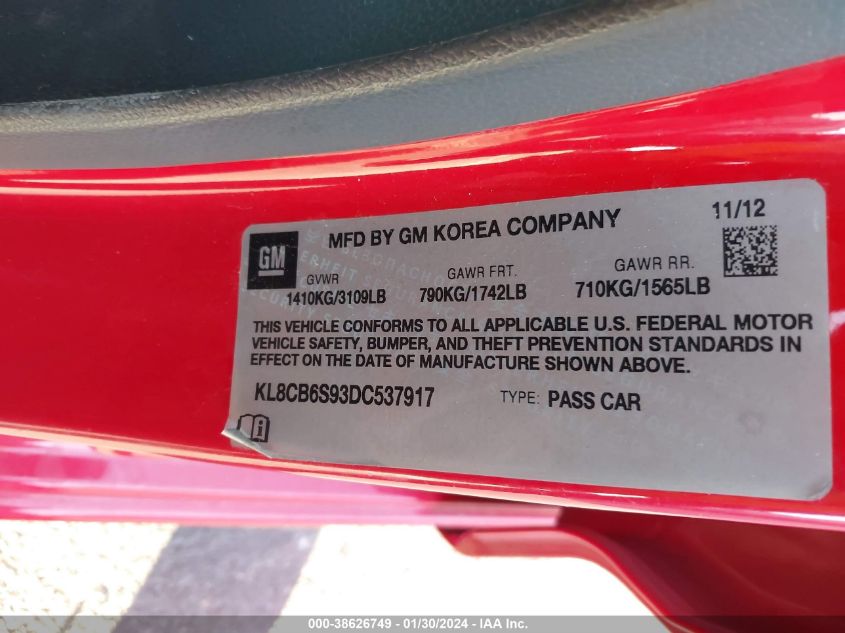 MFD BY GM KOREA COMPANY
11/12
GM
GVWR
GAWR FRT.
GAWR RR.
1410KG/3109LB
790KG/1742LB
710KG/1565LB
THIS VEHICLE CONFORMS TO ALL APPLICABLE U.S. FEDERAL MOTOR
VEHICLE SAFETY, BUMPER, AND THEFT PREVENTION STANDARDS IN
EFFECT ON THE DATE OF MANUFACTURE SHOWN ABOVE.
KL8CB6S93DC537917
TYPE: PASS CAR
000-38626749 - 01/30/2024 - IAA Inc.